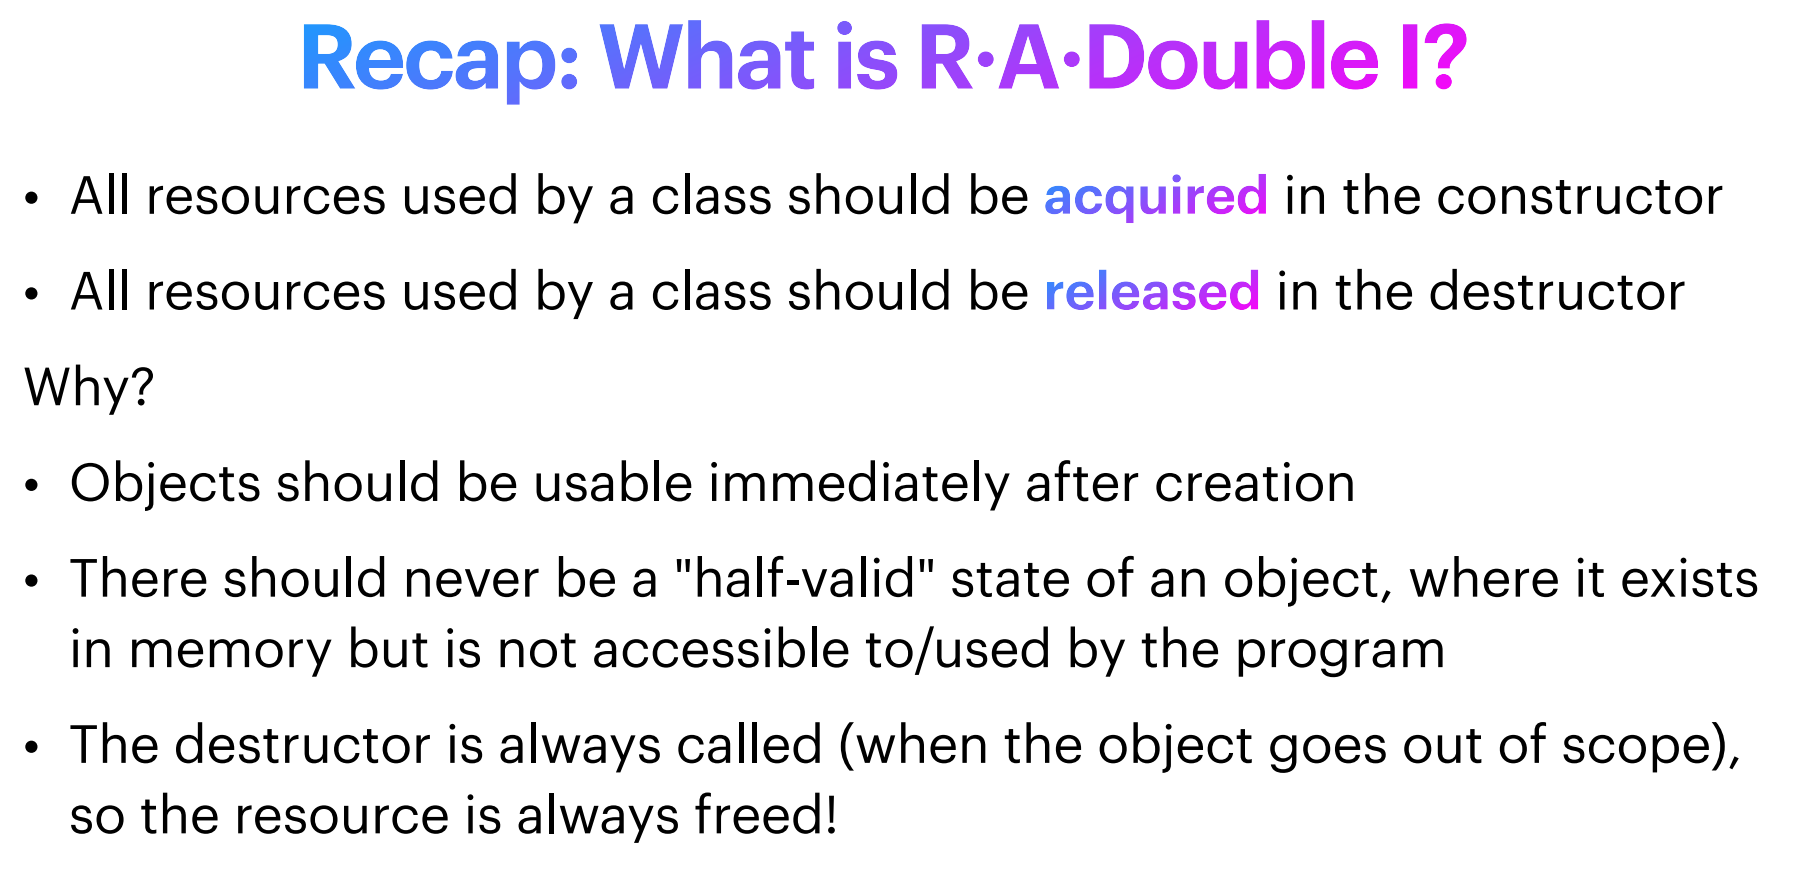 Recap: What is R·A·Double I?
• All resources used by a class should be acquired in the constructor
• All resources used by a class should be released in the destructor
Why?
• Objects should be usable immediately after creation
• There should never be a "half-valid" state of an object, where it exists
in memory but is not accessible to/used by the program
• The destructor is always called (when the object goes out of scope),
so the resource is always freed!